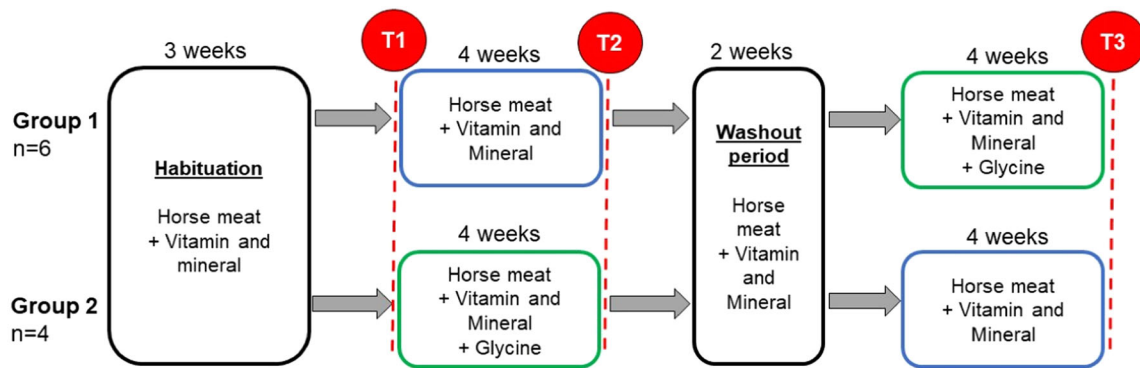 3 weeks
T1
4 weeks
T2
2 weeks
4 weeks
T3
Group 1
n=6
Habituation
Horse meat
+ Vitamin and
mineral
Horse meat
+ Vitamin and
Mineral
Washout
period
Horse
meat
+ Vitamin
and
Mineral
Horse meat
+ Vitamin and
Mineral
+ Glycine
Group 2
n=4
4 weeks
Horse meat
+ Vitamin and
Mineral
+ Glycine
4 weeks
Horse meat
+ Vitamin and
Mineral